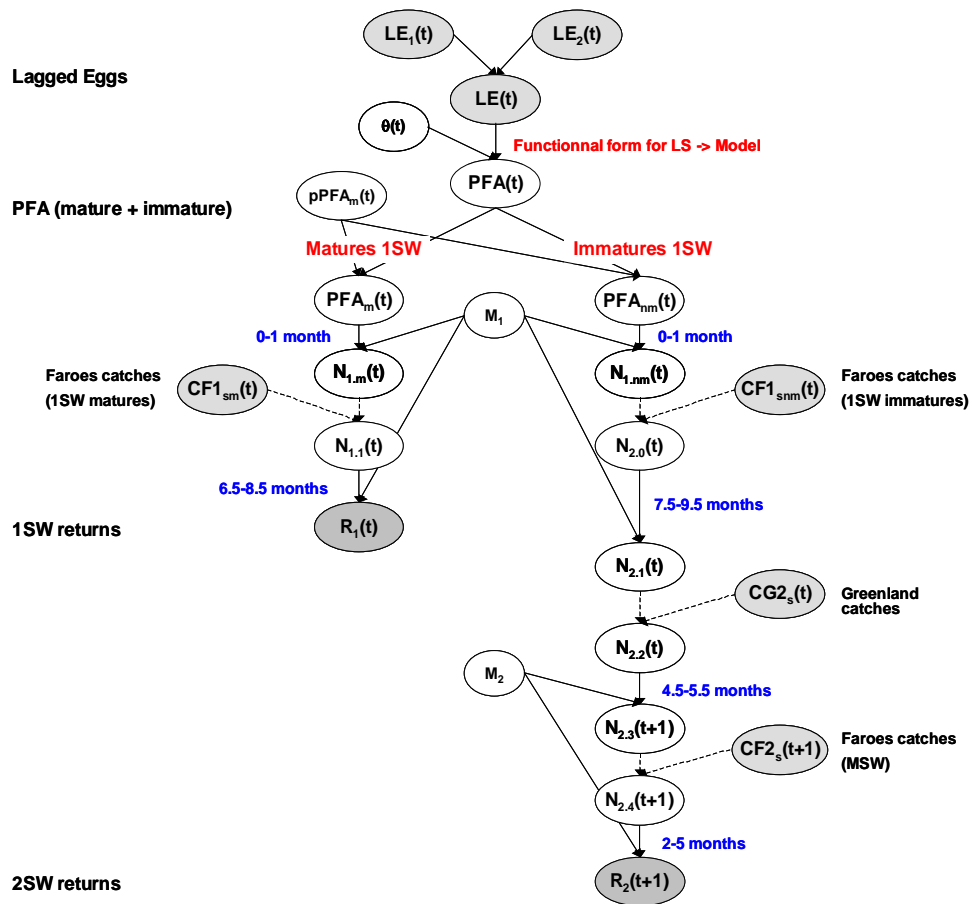 LE1(t)
LE2(t)
Lagged Eggs
LE(t)
θ(t)
Functionnal form for LS -> Model
PFA(t)
pPFAm(t)
PFA (mature + immature)
Matures 1SW
Immatures 1SW
PFAm(t)
PFAnm(t)
M1
0-1 month
0-1 month
N1.m(t)
N1.nm(t)
Faroes catches
(1SW matures)
CF1sm(t)
CF1snm(t)
Faroes catches
(1SW immatures)
N1.1(t)
N2.0(t)
6.5-8.5 months
7.5-9.5 months
1SW returns
R1(t)
N2.1(t)
CG2s(t)
Greenland
catches
N2.2(t)
M2
4.5-5.5 months
N2.3(t+1)
CF2s(t+1)
Faroes catches
(MSW)
N2.4(t+1)
2-5 months
2SW returns
R2(t+1)